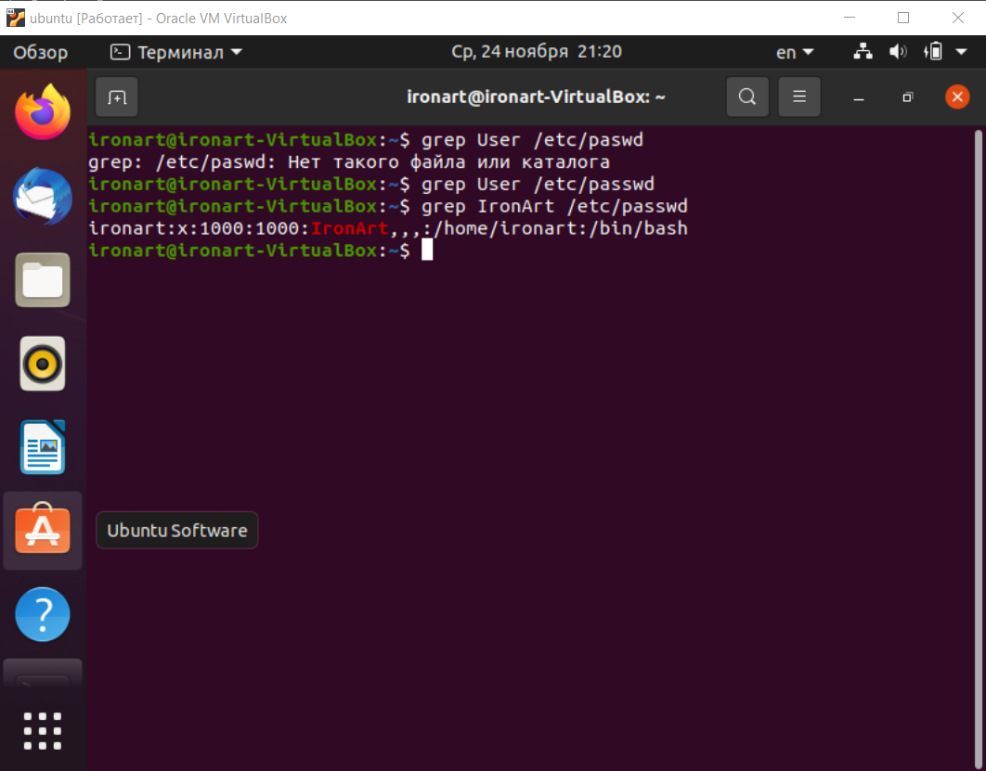 ubuntu [Работает] - Oracle VM VirtualBox
Обзор Терминал Ср, 24 ноября 21:20 en
ironart@ironart-VirtualBox: ~
ironart@ironart-VirtualBox:~$ grep User /etc/paswd
grep: /etc/paswd: Нет такого файла или каталога
ironart@ironart-VirtualBox:~$ grep User /etc/passwd
ironart@ironart-VirtualBox:~$ grep IronArt /etc/passwd
ironart:x:1000:1000:IronArt,,,:/home/ironart:/bin/bash
ironart@ironart-VirtualBox:~$
Ubuntu Software